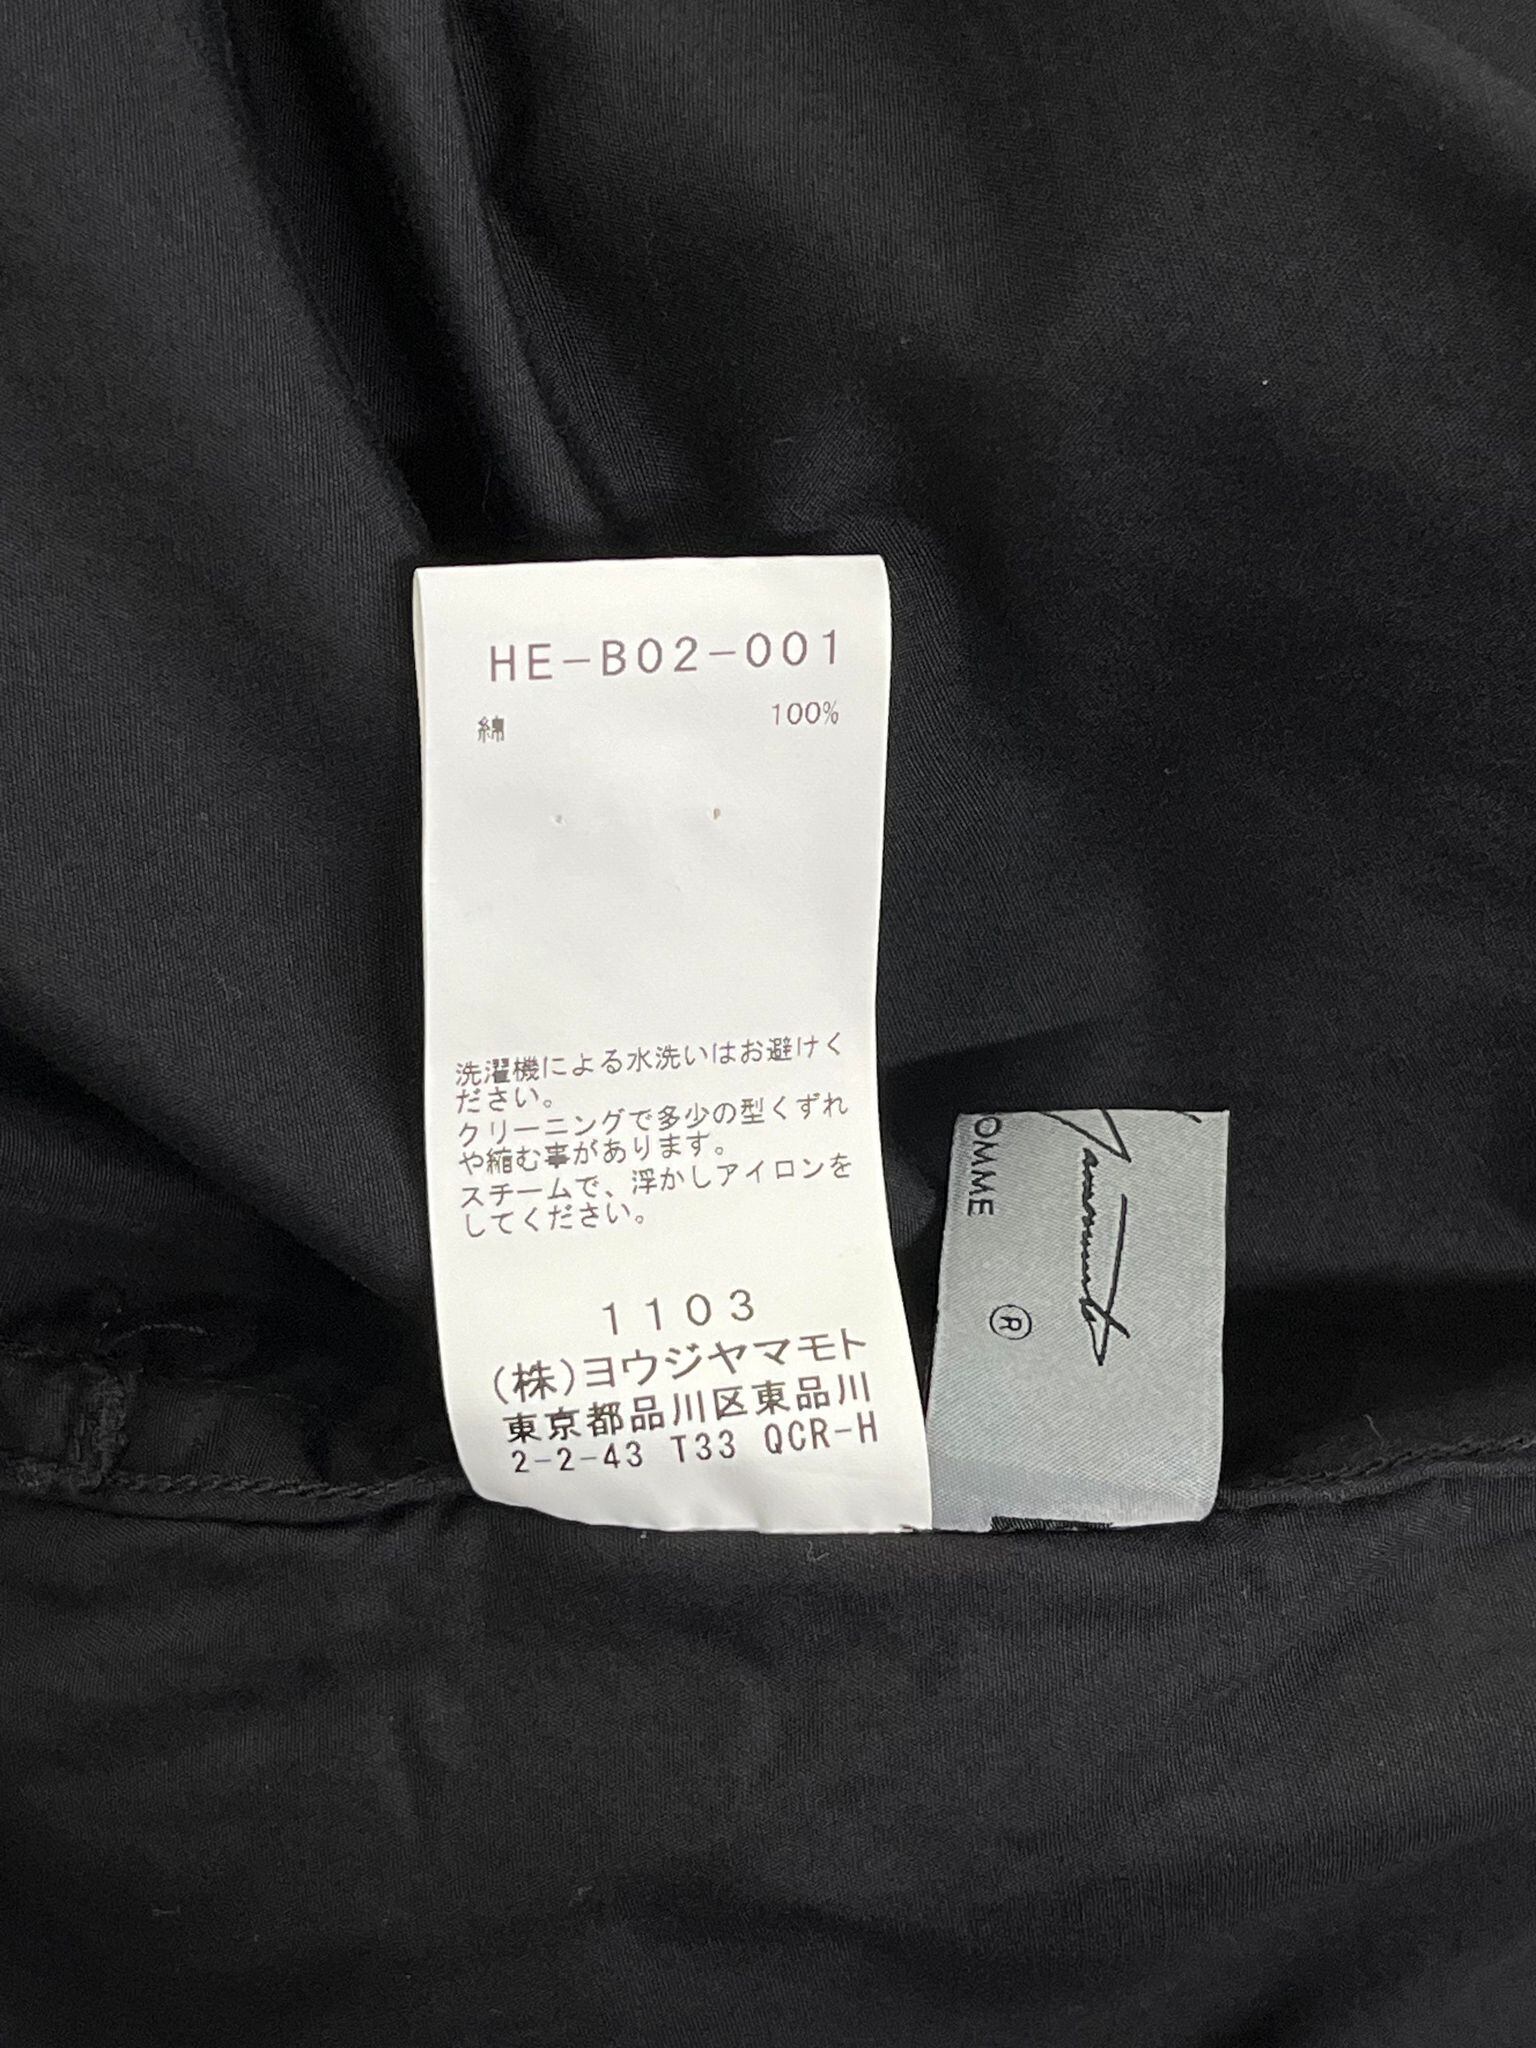 HE-B02-001
綿 100%
洗濯機による水洗いはお避けく
ださい。
クリーニングで多少の型くずれ
や縮む事があります。
スチームで、浮かしアイロンを
してください。
1103
(株)ヨウジヤマモト
東京都品川区東品川
2-2-43 T33 QCR-H
Yamamoto
OMME
®